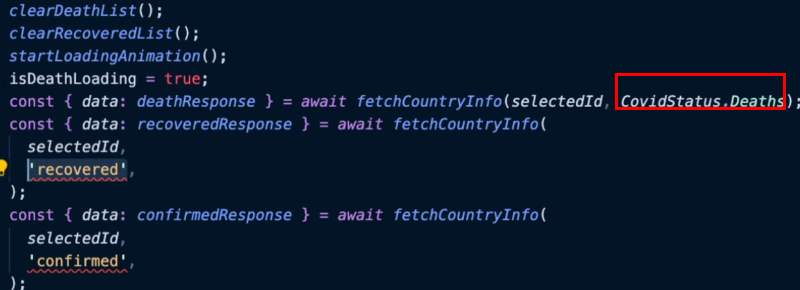 clearDeathList();
clearRecoveredList();
startLoadingAnimation();
isDeathLoading = true;
const { data: deathResponse } = await fetchCountryInfo(selectedId, CovidStatus.Deaths);
const { data: recoveredResponse } = await fetchCountryInfo(
selectedId,
'recovered',
);
const { data: confirmedResponse } = await fetchCountryInfo(
selectedId,
'confirmed',
);